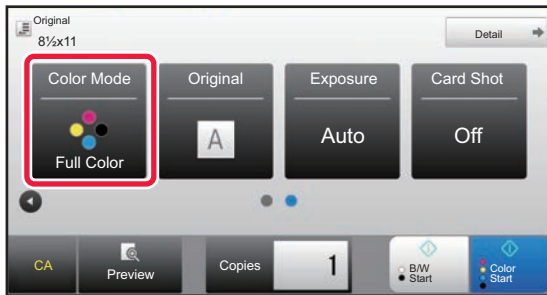 Original
8½x11
Detail
Color Mode
Original
Exposure
Card Shot
A
Auto
Off
Full Color
CA
Preview
Copies
1
B/W
Start
Color
Start